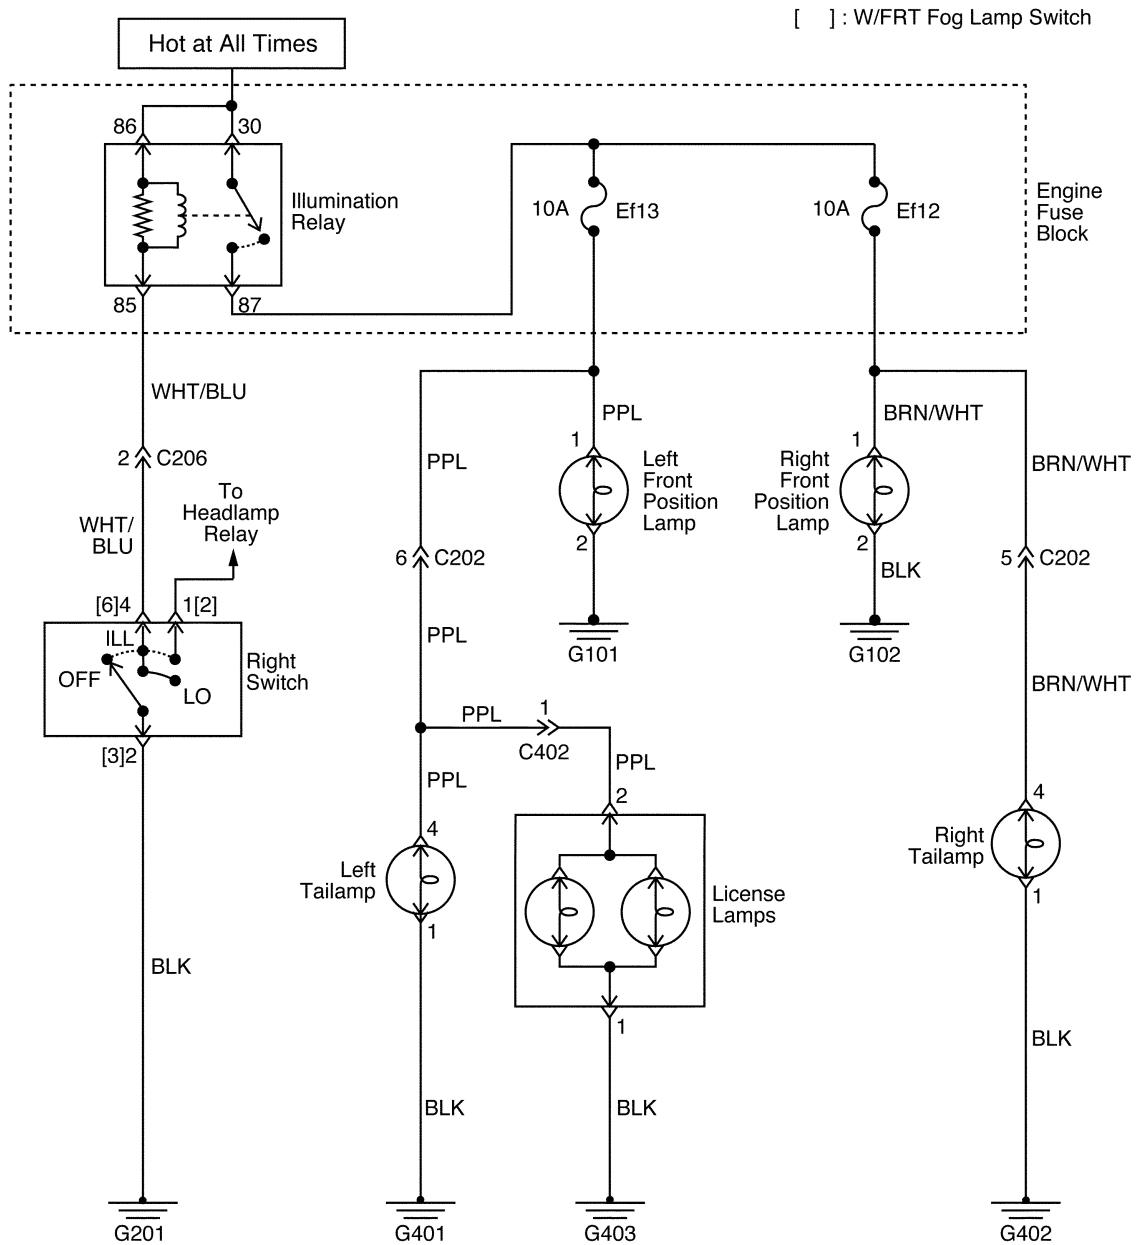 [ ] : W/FRT Fog Lamp Switch
Hot at All Times
86
30
Illumination
Relay
10A
Ef13
10A
Ef12
Engine
Fuse
Block
85
87
WHT/BLU
PPL
BRN/WHT
2
C206
PPL
1
Left
Front
Position
Lamp
Right
Front
Position
Lamp
1
BRN/WHT
To
Headlamp
Relay
WHT/
BLU
6
C202
2
2
BLK
5
C202
[6]4
1[2]
ILL
OFF
LO
Right
Switch
PPL
G101
G102
BRN/WHT
[3]2
PPL
1
C402
PPL
PPL
2
4
4
Left
Tailamp
1
License
Lamps
Right
Tailamp
1
BLK
1
BLK
BLK
BLK
G201
G401
G403
G402